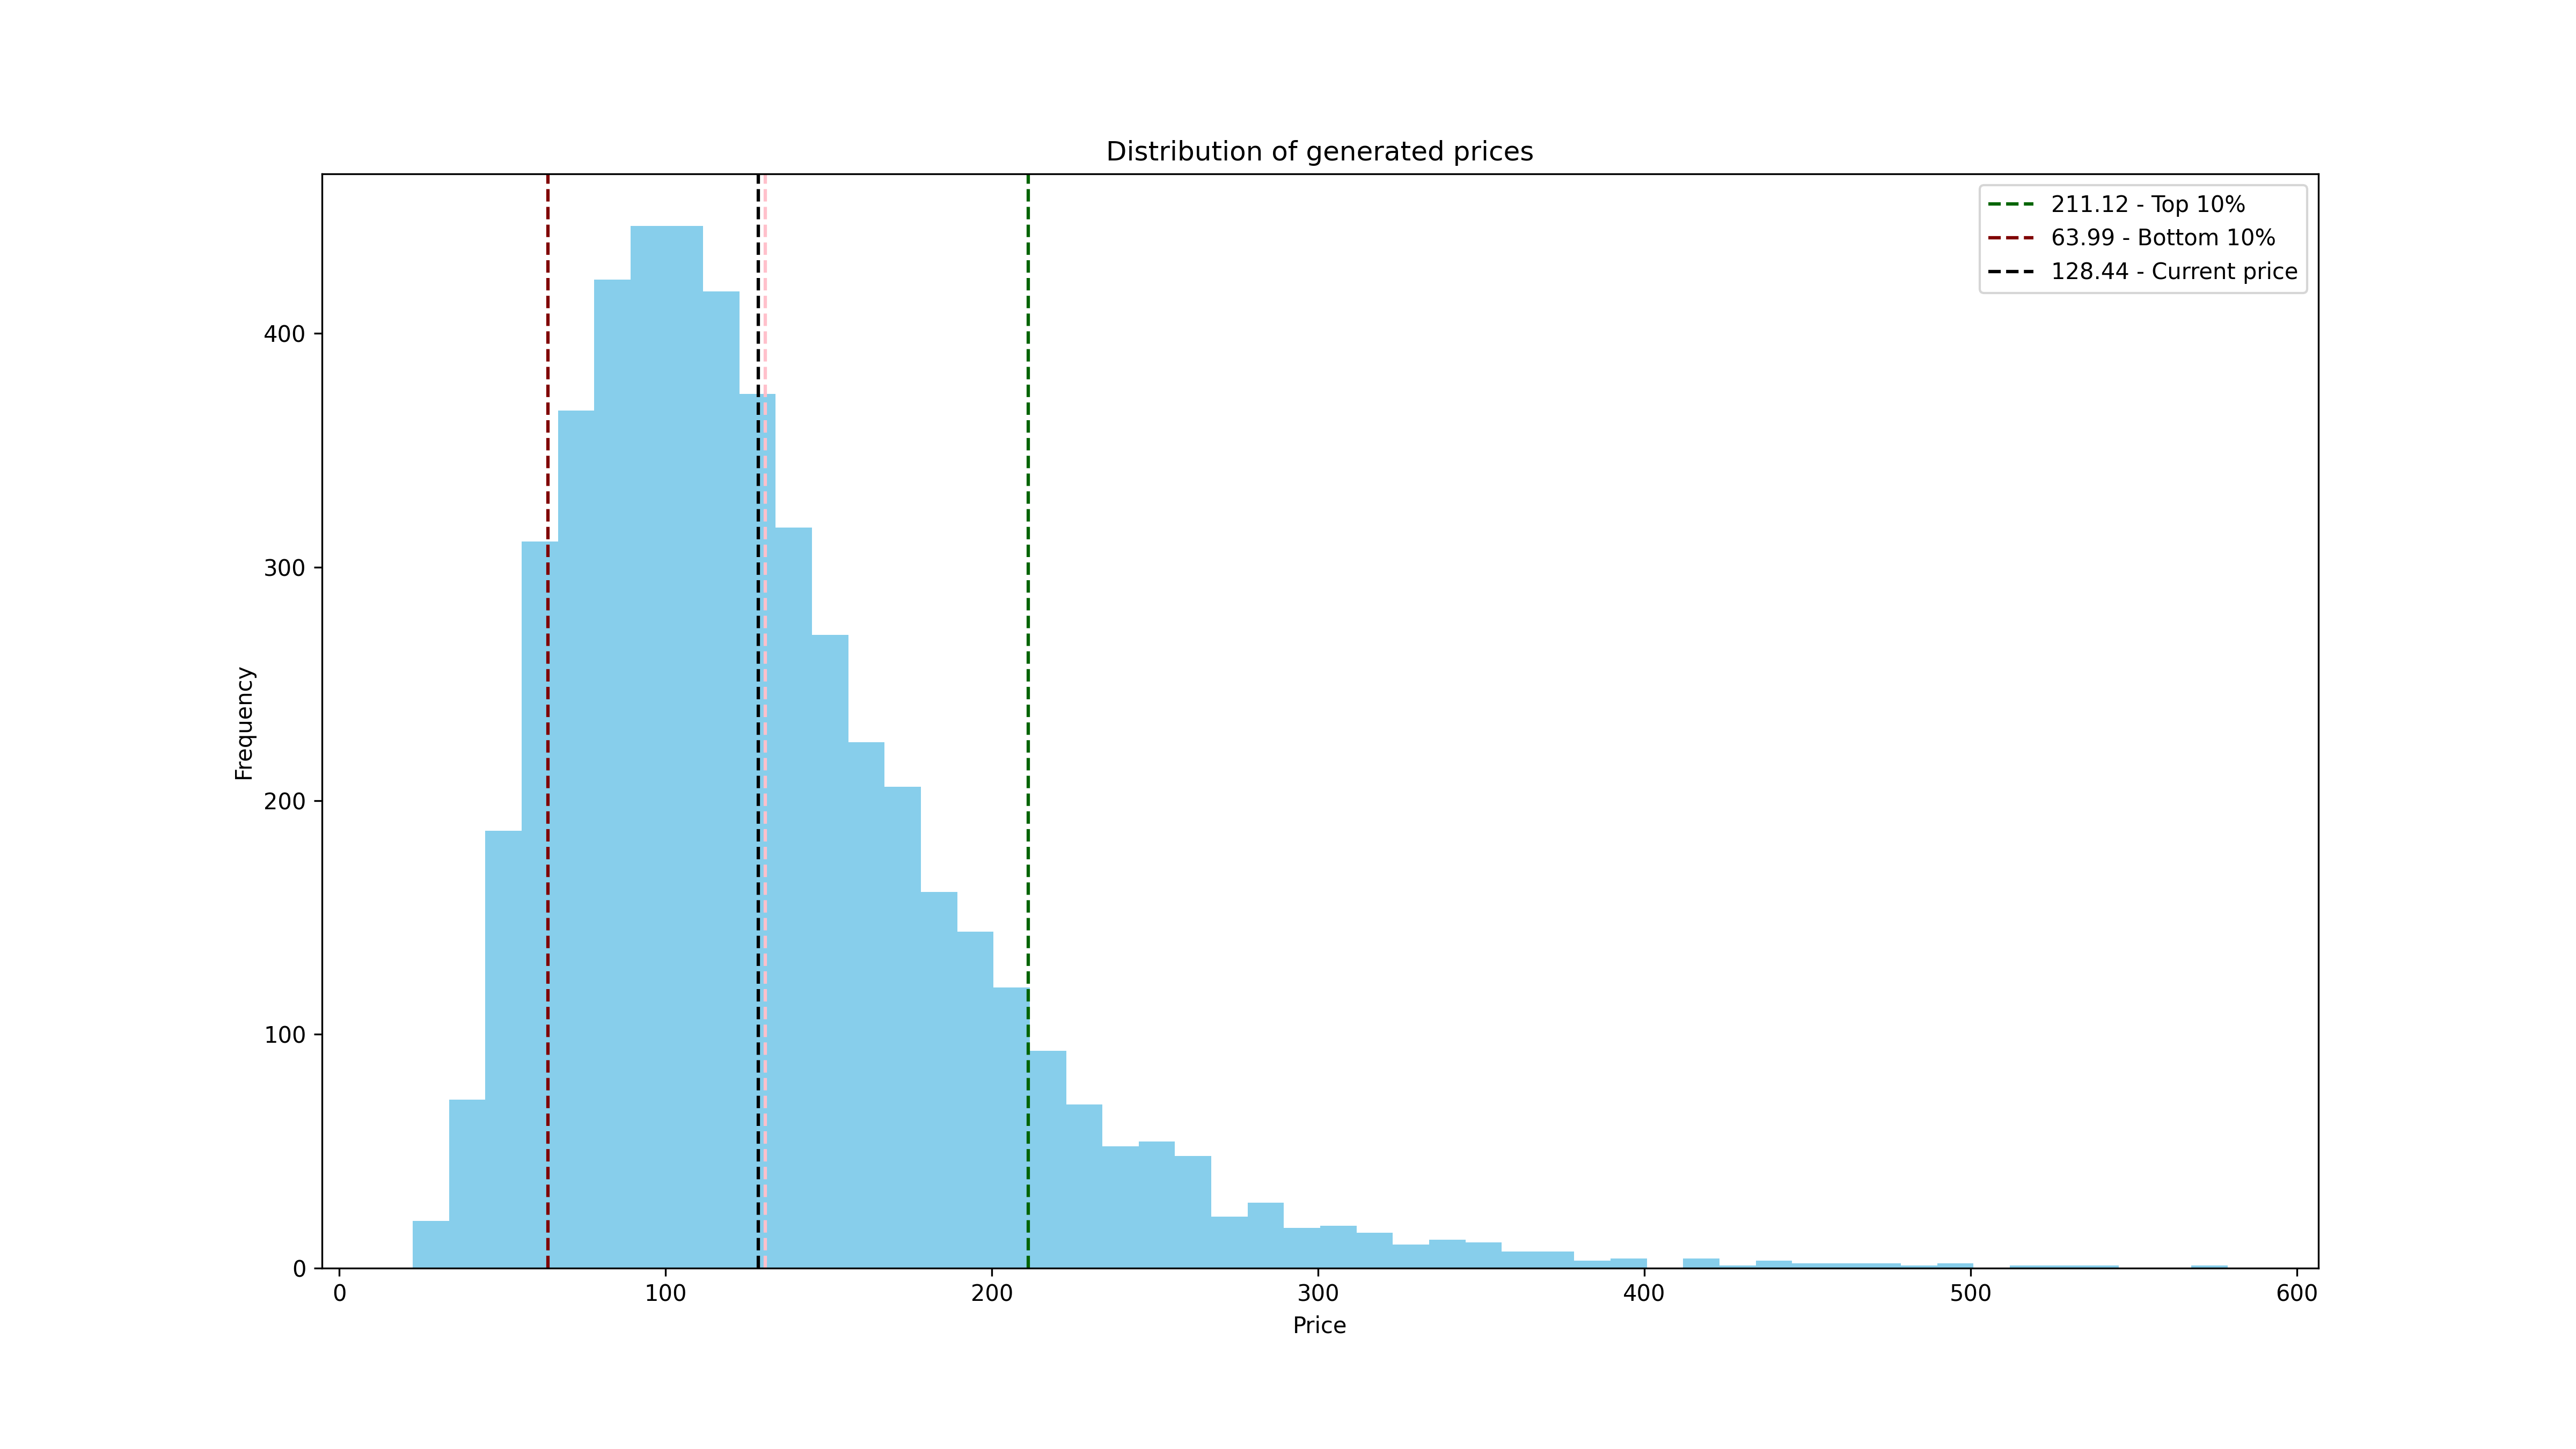 Distribution of generated prices
211.12 - Top 10%
63.99 - Bottom 10%
128.44 - Current price
Frequency
400
300
200
100
0
0 100 200 300 400 500 600
Price